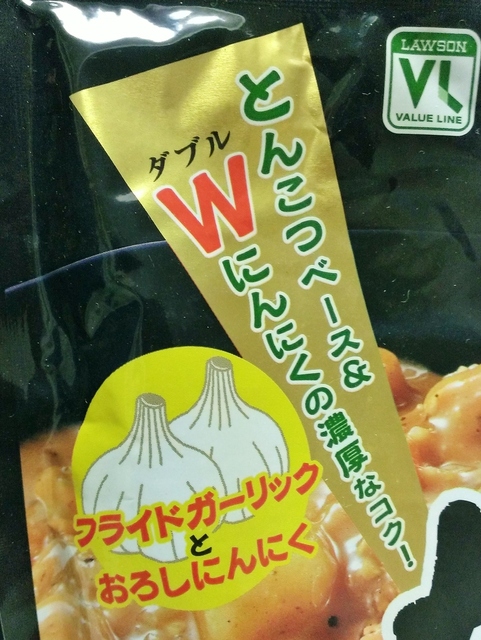 LAWSON
VL
VALUE LINE
とんこつベース&
ダブル
Wにんにくの濃厚なコク!
フライドガーリック
と
おろしにんにく